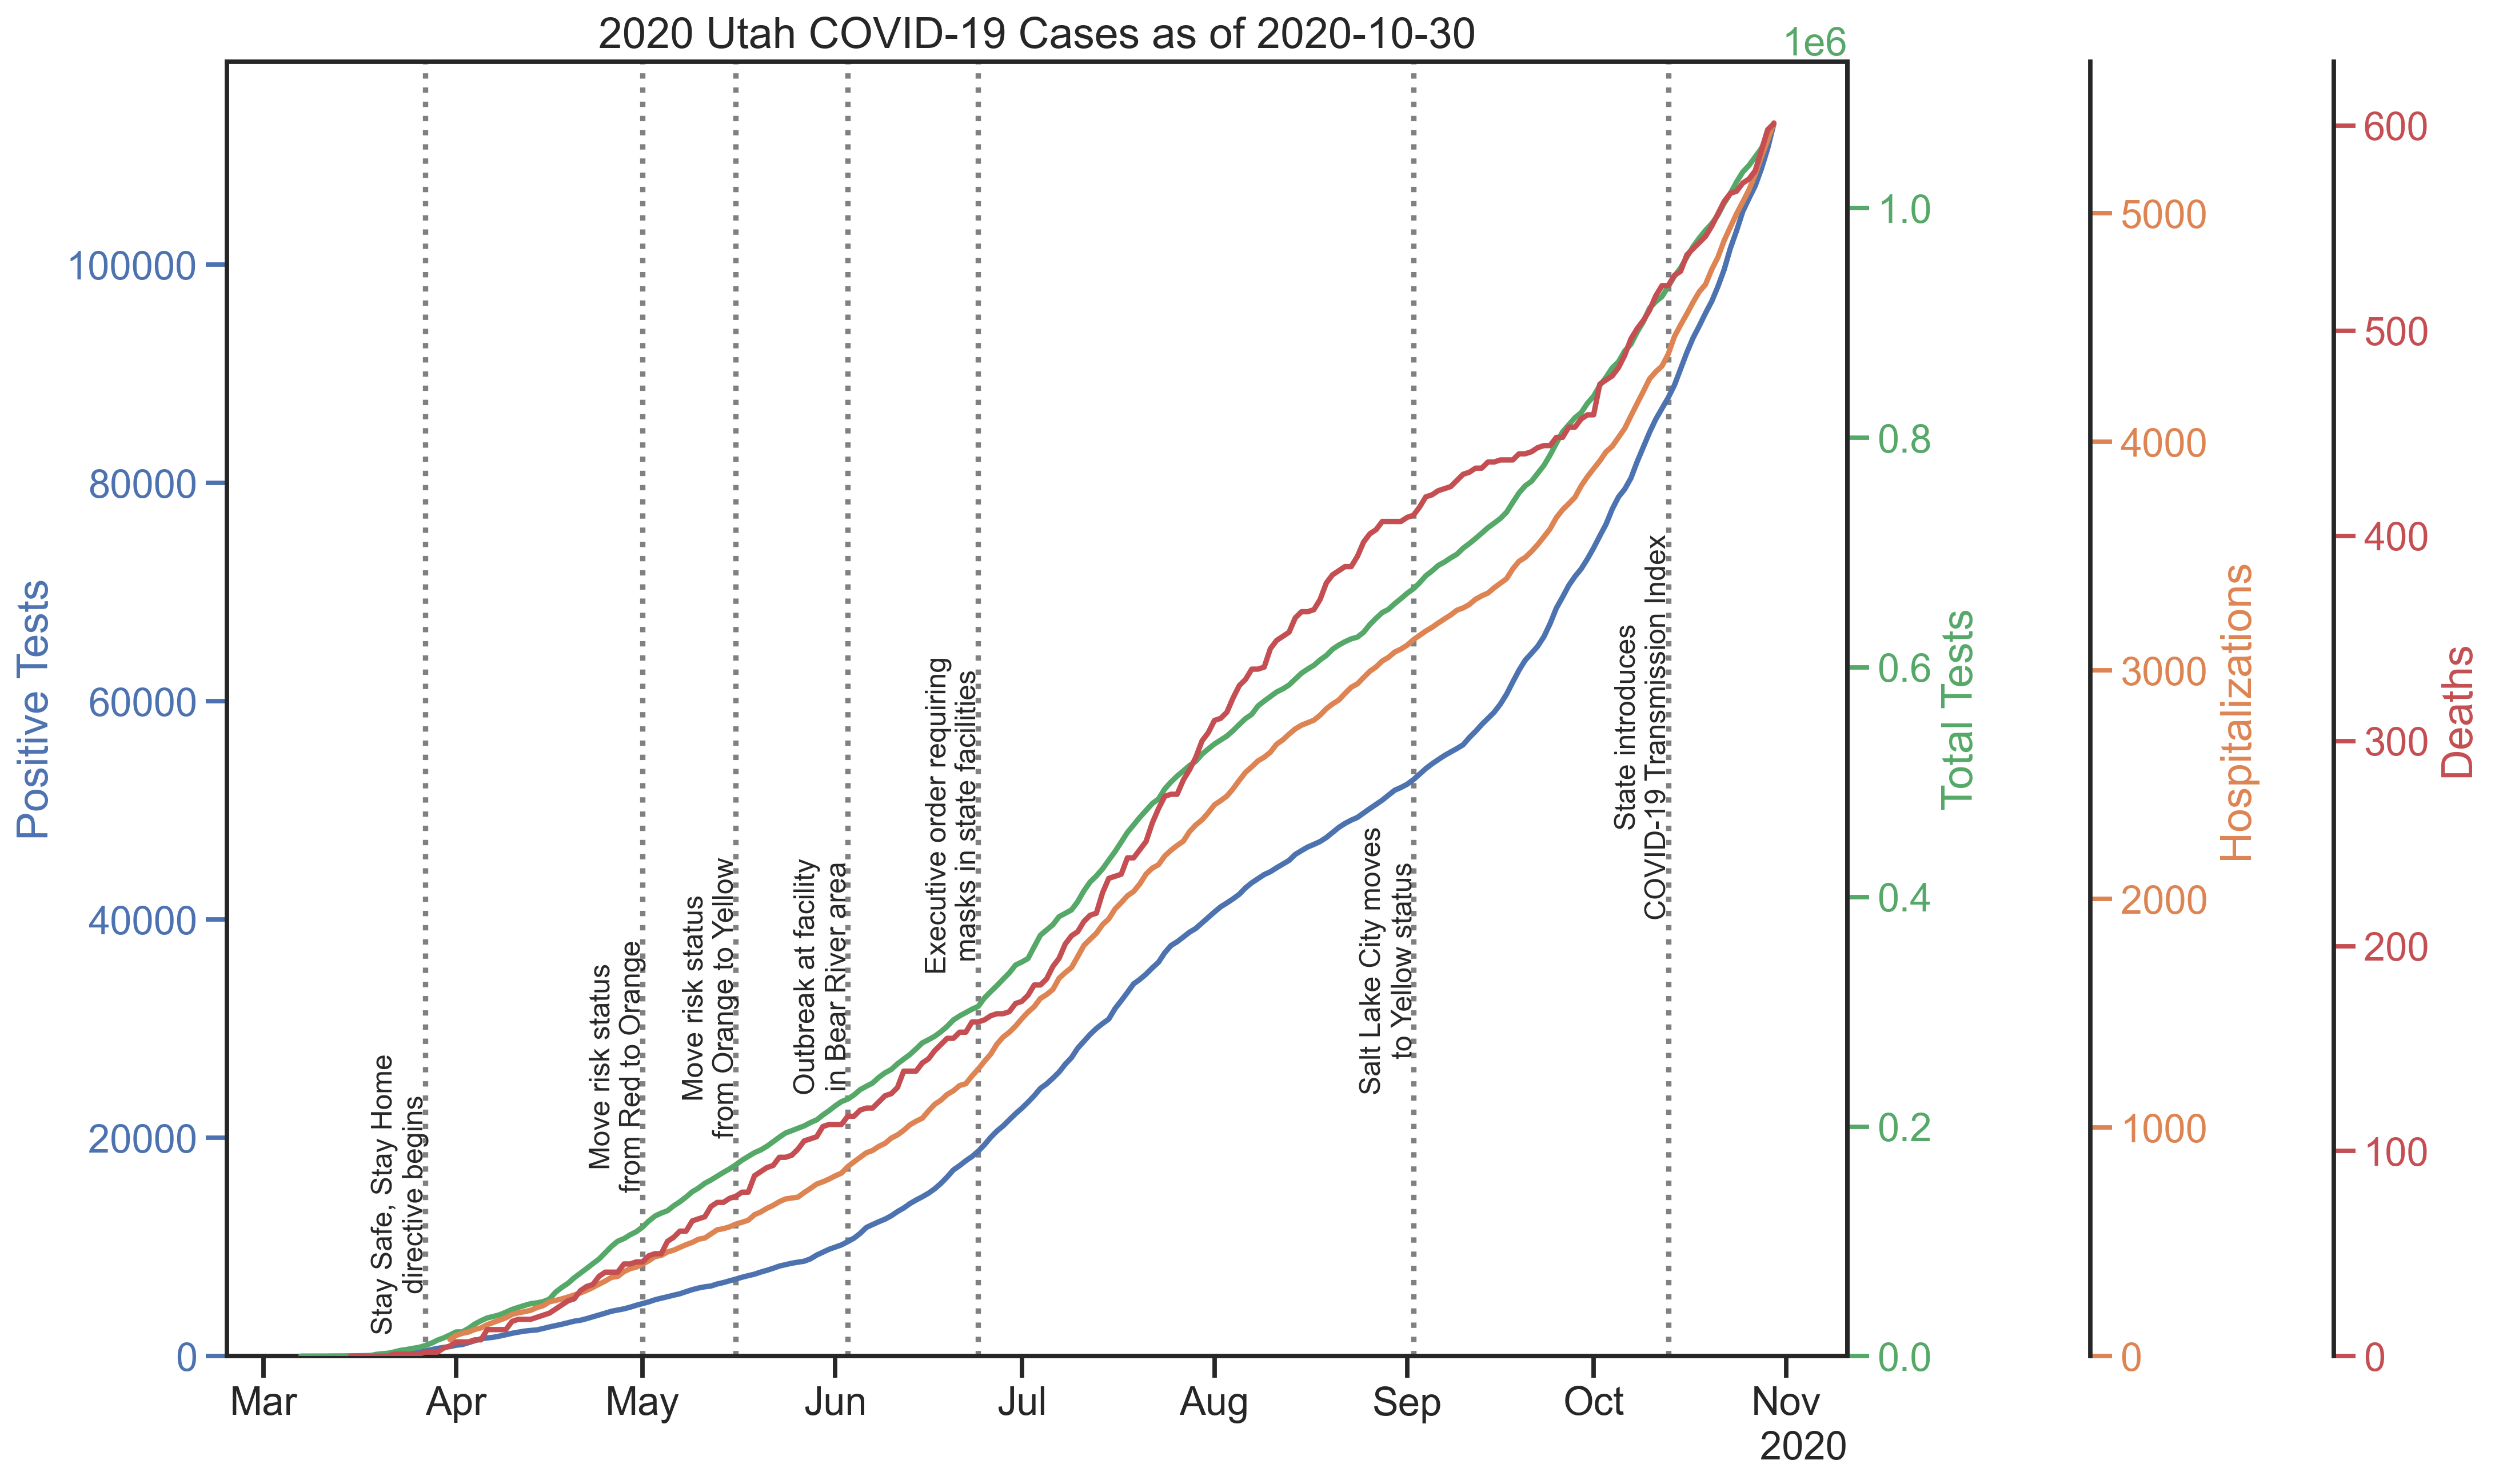 2020 Utah COVID-19 Cases as of 2020-10-30
1e6
Positive Tests
100000
80000
60000
40000
20000
0
Stay Safe, Stay Home
directive begins
Move risk status
from Red to Orange
Move risk status
from Orange to Yellow
Outbreak at facility
in Bear River area
Executive order requiring
masks in state facilities
Salt Lake City moves
to Yellow status
State introduces
COVID-19 Transmission Index
1.0
0.8
0.6
0.4
0.2
0.0
Total Tests
5000
4000
3000
2000
1000
0
Hospitalizations
600
500
400
300
200
100
0
Deaths
Mar
Apr
May
Jun
Jul
Aug
Sep
Oct
Nov
2020